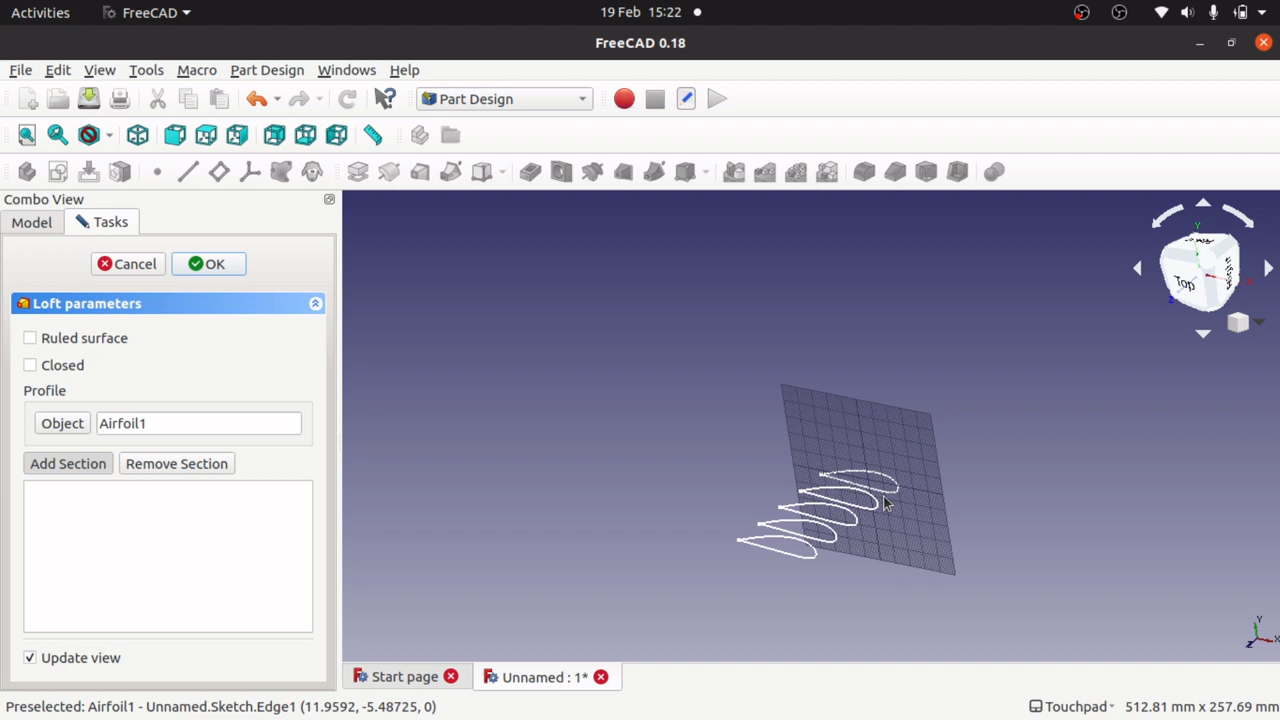 Activities
FreeCAD
19 Feb 15:22
FreeCAD 0.18
File Edit View Tools Macro Part Design Windows Help
Part Design
Combo View
Model
Tasks
Cancel
OK
Loft parameters
Ruled surface
Closed
Profile
Object
Airfoil1
Add Section
Remove Section
Update view
Top
Y
X
Z
Y
X
Z
Start page
Unnamed : 1*
Preselected: Airfoil1 - Unnamed.Sketch.Edge1 (11.9592, -5.48725, 0)
Touchpad
512.81 mm x 257.69 mm